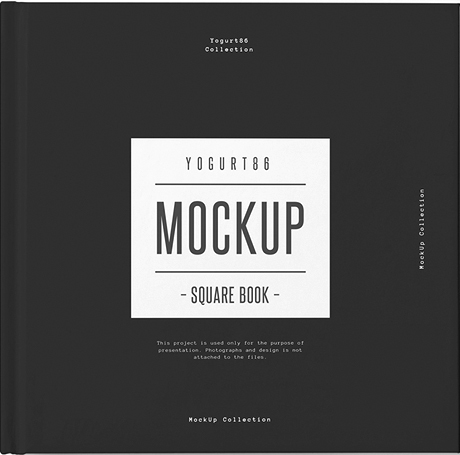 Yogurt86
Collection
YOGURT86
MOCKUP
- SQUARE BOOK -
MockUp Collection
This project is used only for the purpose of
presentation. Photographs and design is not
attached to the files.
MockUp Collection